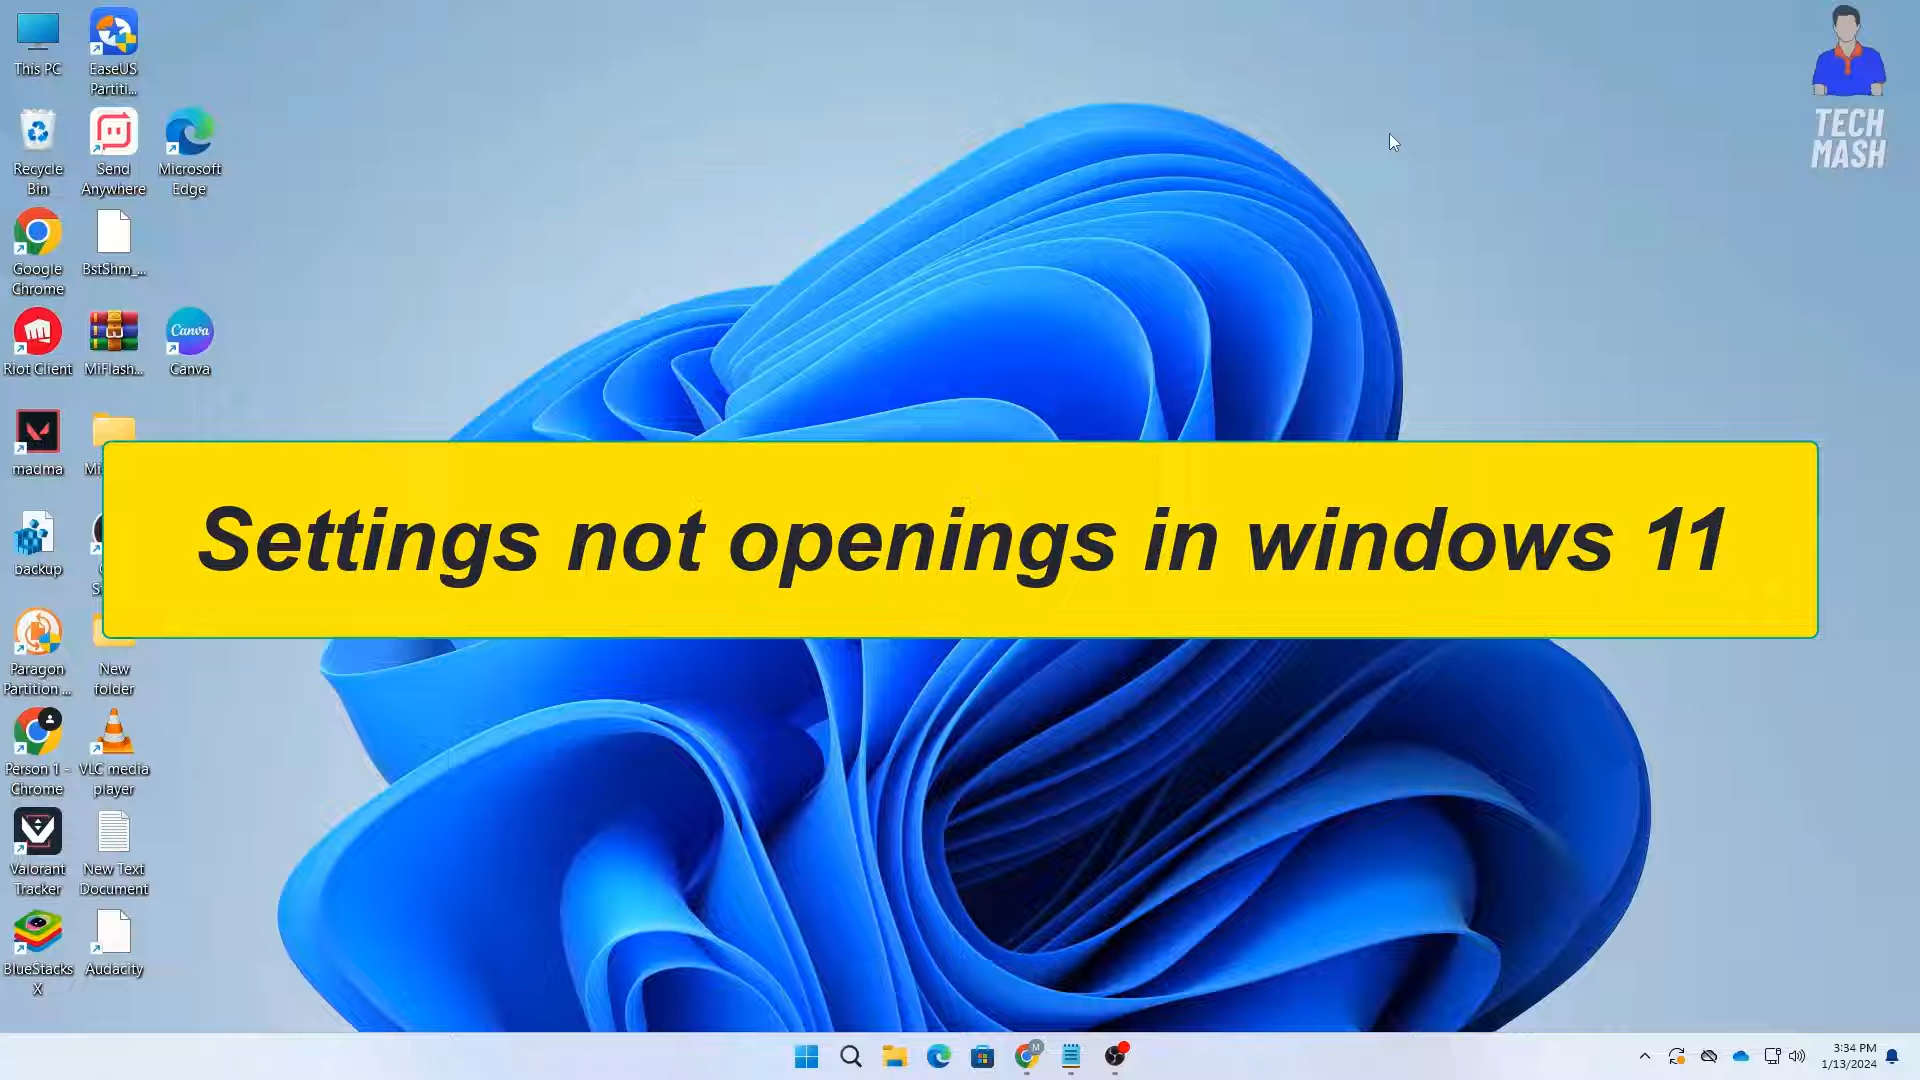 This PC
EaseUS
Partiti...
Recycle
Bin
Send
Anywhere
Microsoft
Edge
Google
Chrome
BstShm_...
Riot Client
MiFlash...
Canva
Canva
madma
backup
Settings not openings in windows 11
Paragon
Partition ...
New
folder
Person 1 -
Chrome
VLC media
player
Valorant
Tracker
New Text
Document
BlueStacks
X
Audacity
TECH
MASH
M
3:34 PM
1/13/2024